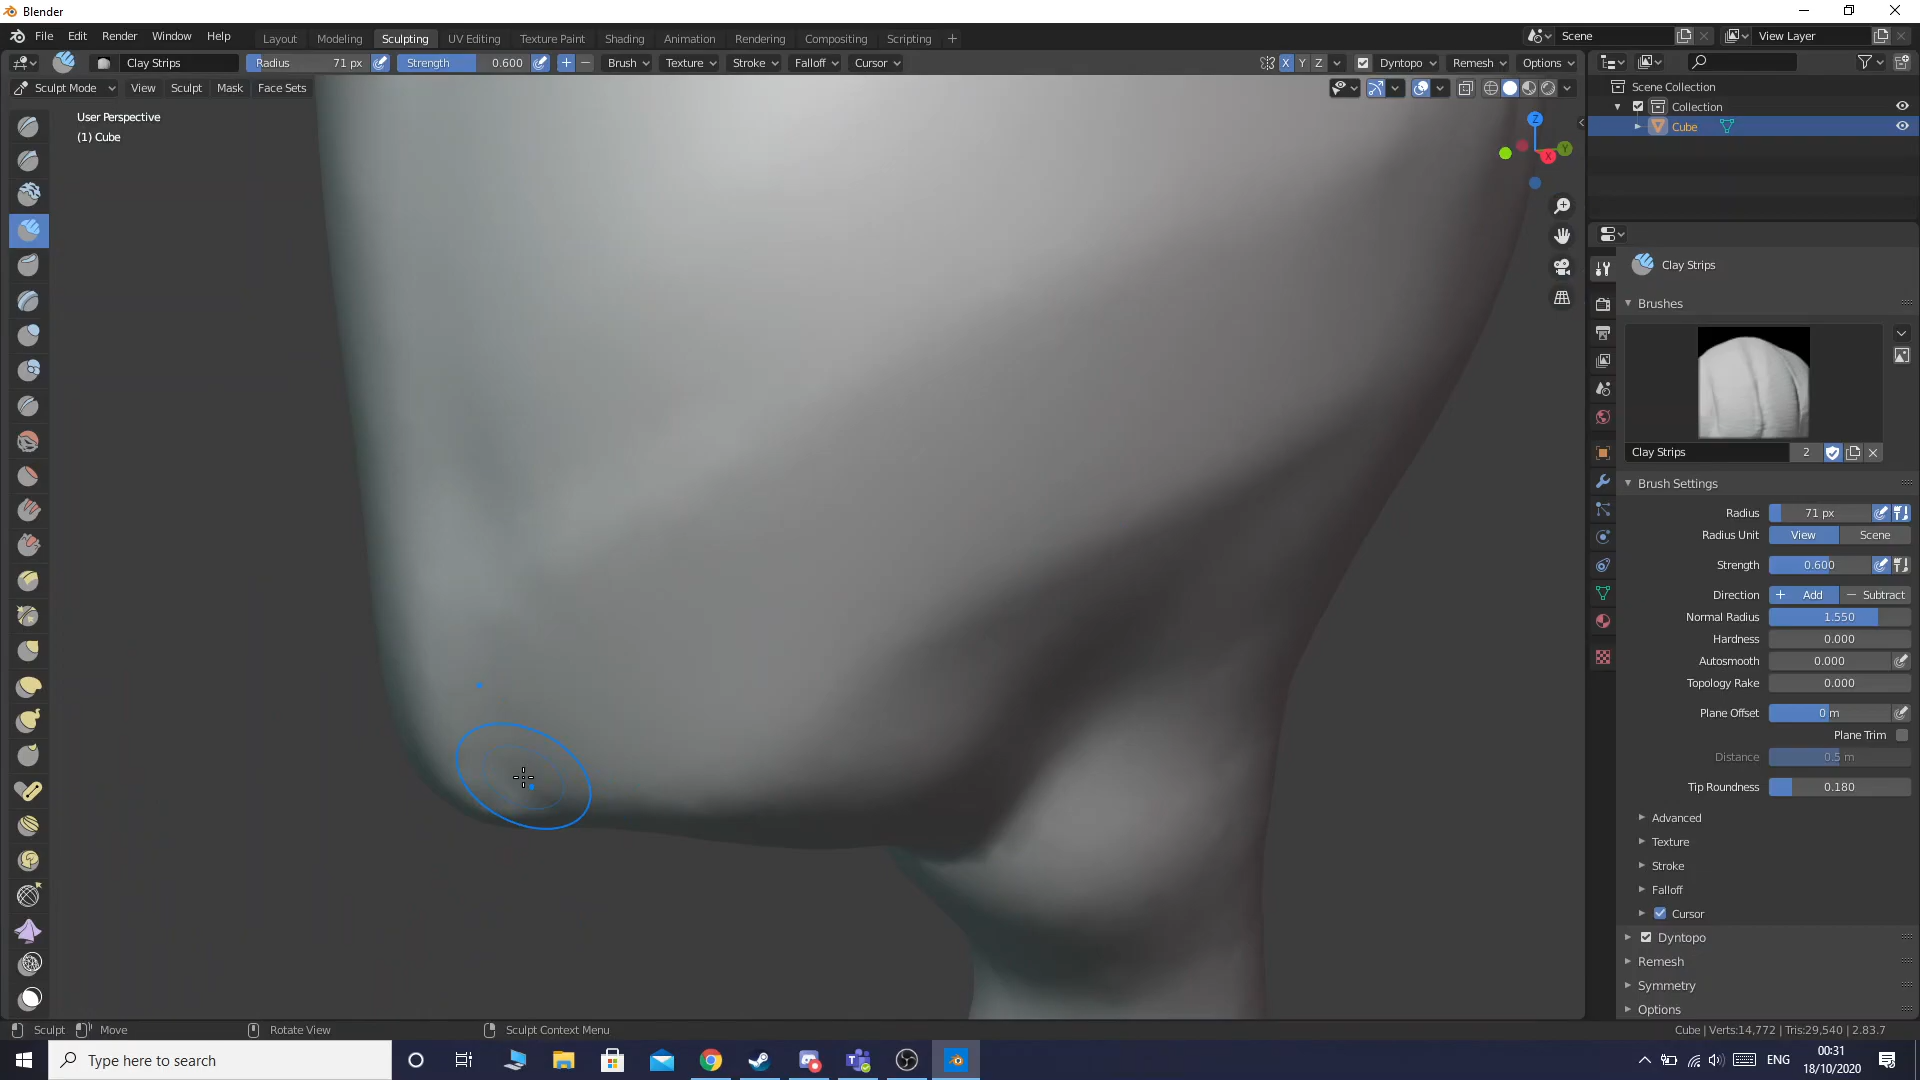 Blender
File Edit Render Window Help
Layout Modeling Sculpting UV Editing Texture Paint Shading Animation Rendering Compositing Scripting +
Scene
View Layer
Clay Strips
Radius 71 px
Strength 0.600
Brush Texture Stroke Falloff Cursor
X Y Z
Dyntopo Remesh Options
Sculpt Mode View Sculpt Mask Face Sets
User Perspective
(1) Cube
Z
Y
X
Scene Collection
Collection
Cube
Clay Strips
Brushes
Clay Strips 2
Brush Settings
Radius 71 px
Radius Unit View Scene
Strength 0.600
Direction + Add − Subtract
Normal Radius 1.550
Hardness 0.000
Autosmooth 0.000
Topology Rake 0.000
Plane Offset 0 m
Plane Trim
Distance 0.5 m
Tip Roundness 0.180
Advanced
Texture
Stroke
Falloff
Cursor
Dyntopo
Remesh
Symmetry
Options
Sculpt Move Rotate View Sculpt Context Menu
Cube | Verts:14,772 | Tris:29,540 | 2.83.7
Type here to search
ENG
00:31
18/10/2020